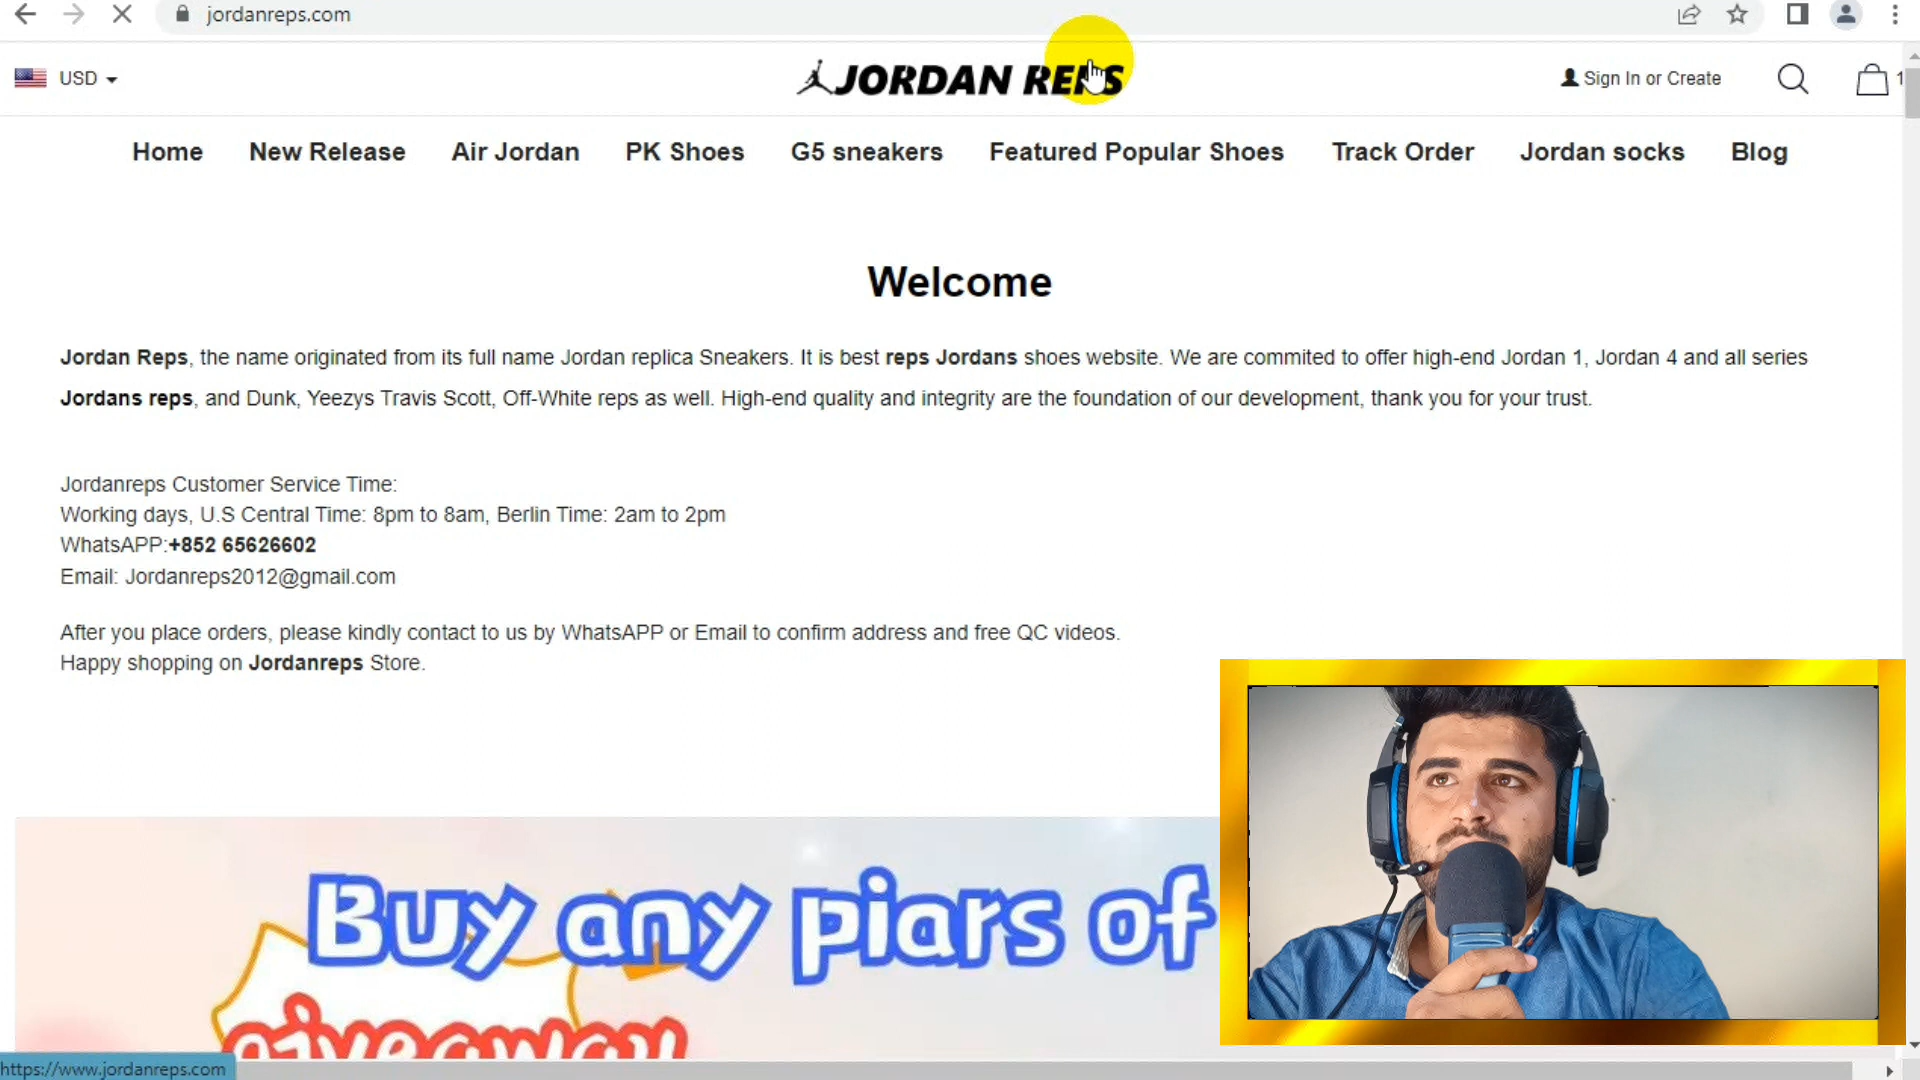 jordanreps.com
USD
JORDAN REPS
Sign In or Create
1
Home New Release Air Jordan PK Shoes G5 sneakers Featured Popular Shoes Track Order Jordan socks Blog
Welcome
Jordan Reps, the name originated from its full name Jordan replica Sneakers. It is best reps Jordans shoes website. We are commited to offer high-end Jordan 1, Jordan 4 and all series
Jordans reps, and Dunk, Yeezys Travis Scott, Off-White reps as well. High-end quality and integrity are the foundation of our development, thank you for your trust.
Jordanreps Customer Service Time:
Working days, U.S Central Time: 8pm to 8am, Berlin Time: 2am to 2pm
WhatsAPP:+852 65626602
Email: Jordanreps2012@gmail.com
After you place orders, please kindly contact to us by WhatsAPP or Email to confirm address and free QC videos.
Happy shopping on Jordanreps Store.
Buy any piars of
giveaway
https://www.jordanreps.com